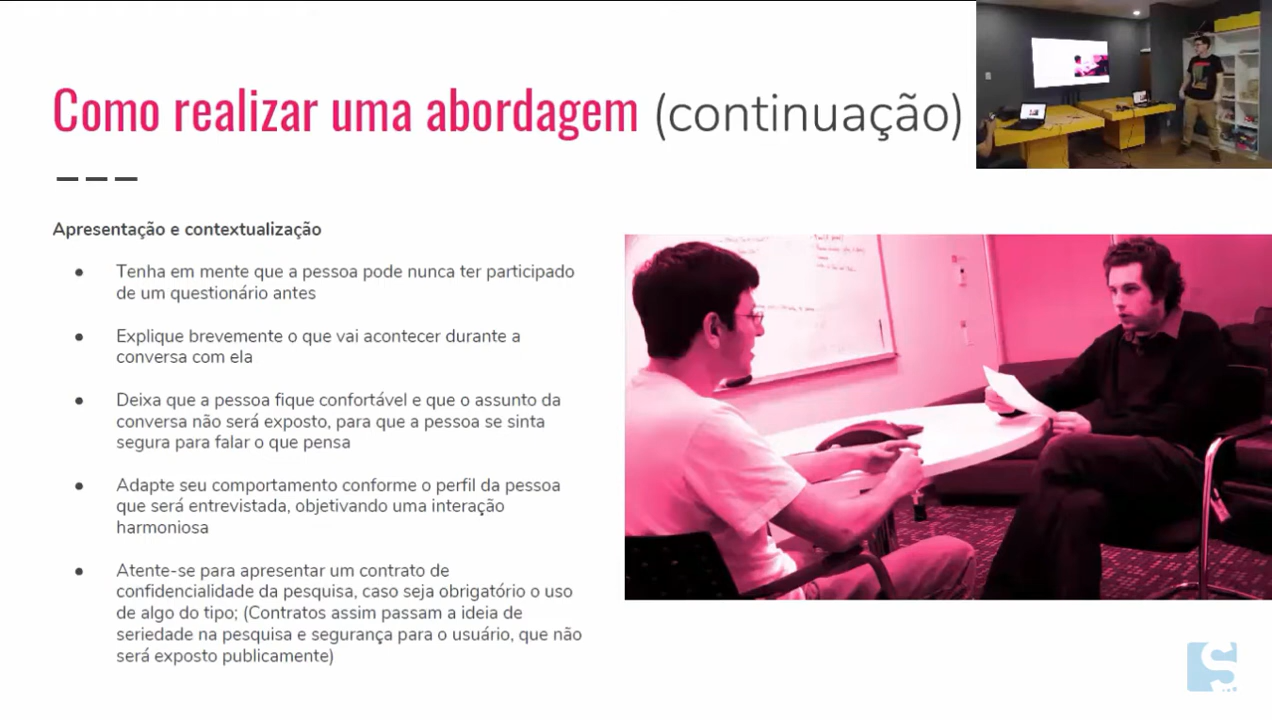 Como realizar uma abordagem (continuação)
Apresentação e contextualização
● Tenha em mente que a pessoa pode nunca ter participado
de um questionário antes
● Explique brevemente o que vai acontecer durante a
conversa com ela
● Deixa que a pessoa fique confortável e que o assunto da
conversa não será exposto, para que a pessoa se sinta
segura para falar o que pensa
● Adapte seu comportamento conforme o perfil da pessoa
que será entrevistada, objetivando uma interação
harmoniosa
● Atente-se para apresentar um contrato de
confidencialidade da pesquisa, caso seja obrigatório o uso
de algo do tipo; (Contratos assim passam a ideia de
seriedade na pesquisa e segurança para o usuário, que não
será exposto publicamente)
S